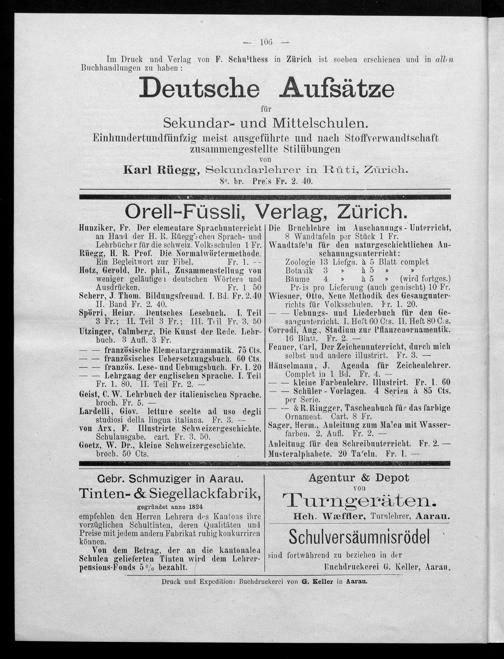 — 106 —
Im Druck und Verlag von F. Schulthess in Zürich ist soeben erschienen und in allen
Buchhandlungen zu haben:
Deutsche Aufsätze
für
Sekundar- und Mittelschulen.
Einhundertundfünfzig meist ausgeführte und nach Stoffverwandtschaft
zusammengestellte Stilübungen
von
Karl Rüegg, Sekundarlehrer in Rüti, Zürich.
8º. br. Preis Fr. 2. 40.
Orell-Füssli, Verlag, Zürich.
Hunziker, Fr. Der elementare Sprachunterricht
an Hand der H. R. Rüegg'schen Sprach- und
Lehrbücher für die schweiz. Volksschulen 1 Fr.
Rüegg, H. R. Prof. Die Normalwörtermethode.
Ein Begleitwort zur Fibel. Fr. 1. —
Hotz, Gerold, Dr. phil., Zusammenstellung von
weniger geläufigen deutschen Wörtern und
Ausdrücken. Fr. 1. 50
Scherr, J. Thom. Bildungsfreund. I. Bd. Fr. 2.40
II. Band Fr. 2. 40.
Spörri, Heinr. Deutsches Lesebuch. I. Teil
3 Fr.; II. Teil 3 Fr.; III. Teil Fr. 3. 50
Utzinger, Calmberg, Die Kunst der Rede. Lehr-
buch. 3 Aufl. 3 Fr.
— — französische Elementargrammatik. 75 Cts.
— — französisches Uebersetzungsbuch. 60 Cts.
— — französ. Lese- und Uebungsbuch. Fr. 1. 20
— — Lehrgang der englischen Sprache. I. Teil
Fr. 1. 80. II. Teil Fr. 2. —
Geist, C. W. Lehrbuch der italienischen Sprache.
broch. Fr. 5. —
Lardelli, Giov. letture scelte ad uso degli
studiosi della lingua italiana. Fr. 3. —
von Arx, F. Illustrirte Schweizergeschichte.
Schulausgabe. cart. Fr. 3. 50.
Goetz, W. Dr., kleine Schweizergeschichte.
broch. 50 Cts.
Die Bruchlehre im Anschauungs-Unterricht,
8 Wandtafeln per Stück 1 Fr.
Wandtafeln für den naturgeschichtlichen An-
schauungsunterricht:
Zoologie 13 Liefgs. à 5 Blatt complet
Botanik 3 » à 5 »
Bäume 4 » à 5 » (wird fortges.)
Preis pro Lieferung (auch gemischt) 10 Fr.
Wiesner, Otto, Neue Methodik des Gesangunter-
richts für Volksschulen. Fr. 1. 20.
— — Uebungs- und Liederbuch für den Ge-
sangunterricht. I. Heft 60 Cts. II. Heft 80 Cts.
Corrodi, Aug., Studium zur Pflanzenornamentik.
16 Blatt. Fr. 2. —
Feurer, Carl, Der Zeichenunterricht, durch mich
selbst und andere illustrirt. Fr. 3. —
Hänselmann, J. Agenda für Zeichenlehrer.
Complet in 1 Bd. Fr. 4. —
— — kleine Farbenlehre. Illustrirt. Fr. 1. 60
— — Schüler-Vorlagen. 4 Serien à 85 Cts.
per Serie.
— — & R. Ringger, Taschenbuch für das farbige
Ornament. Cart. 8 Fr.
Sager, Herm., Anleitung zum Malen mit Wasser-
farben. 2. Aufl. Fr. 2. —
Anleitung für den Schreibunterricht. Fr. 2. —
Musteralphabete. 20 Tafeln. Fr. 1. —
Gebr. Schmuziger in Aarau.
Tinten- & Siegellackfabrik,
gegründet anno 1824
empfehlen den Herren Lehrern des Kantons ihre
vorzüglichen Schultinten, deren Qualitäten und
Preise mit jedem andern Fabrikat ruhig konkurriren
können.
Von dem Betrag, der an die kantonalen
Schulen gelieferten Tinten wird dem Lehrer-
pensions-Fonds 5 % bezahlt.
Agentur & Depot
von
Turngeräten.
Hch. Wæffler, Turnlehrer, Aarau.
Schulversäumnisrödel
sind fortwährend zu beziehen in der
Buchdruckerei G. Keller, Aarau.
Druck und Expedition: Buchdruckerei von G. Keller in Aarau.